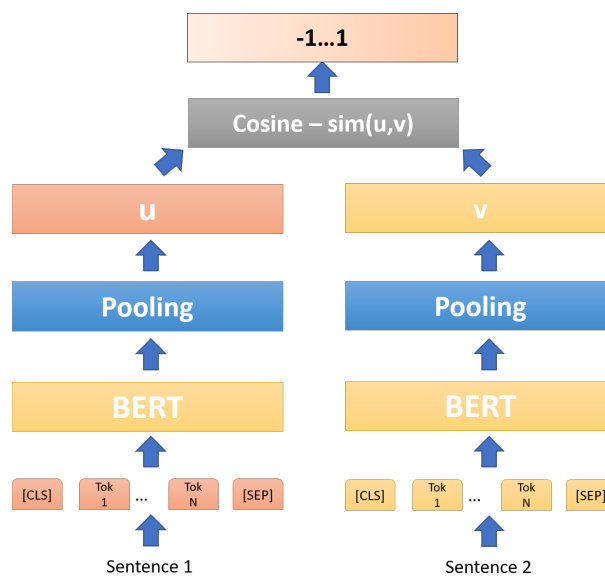 -1...1
Cosine – sim(u,v)
u v
Pooling Pooling
BERT BERT
[CLS] Tok 1 ... Tok N [SEP] [CLS] Tok 1 ... Tok N [SEP]
Sentence 1 Sentence 2